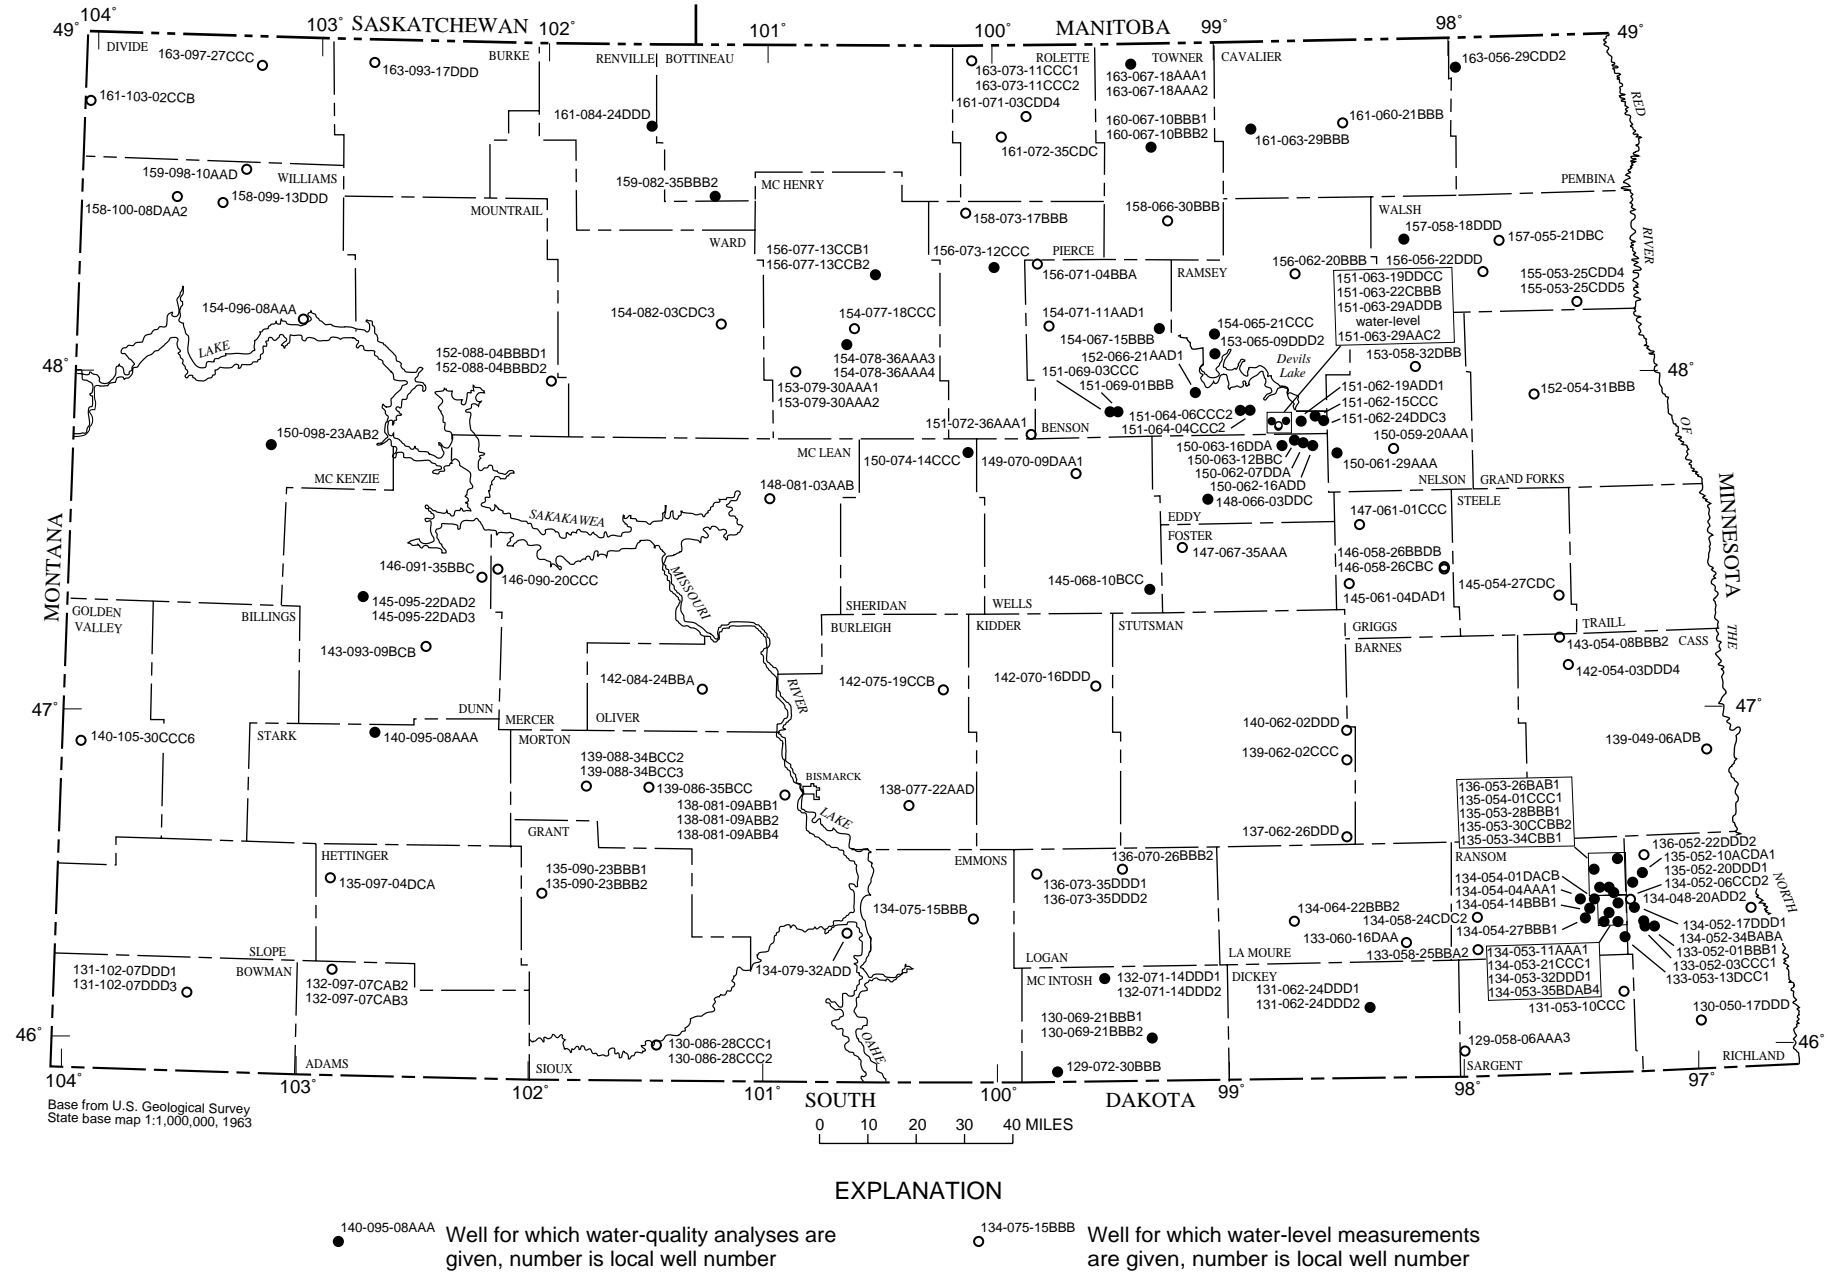 104°
SASKATCHEWAN
MANITOBA
49°
103°
102°
101°
100°
99°
98°
49°
DIVIDE
163-097-27CCC
163-093-17DDD
BURKE
RENVILLE
BOTTINEAU
ROLETTE
163-073-11CCC1
163-073-11CCC2
TOWNER
163-067-18AAA1
163-067-18AAA2
CAVALIER
163-056-29CDD2
161-103-02CCB
161-084-24DDD
161-071-03CDD4
161-072-35CDC
160-067-10BBB1
160-067-10BBB2
161-063-29BBB
161-060-21BBB
RED
159-098-10AAD
WILLIAMS
158-100-08DAA2
158-099-13DDD
MOUNTRAIL
159-082-35BBB2
MC HENRY
158-073-17BBB
158-066-30BBB
PEMBINA
WALSH
157-058-18DDD
157-055-21DBC
RIVER
WARD
156-077-13CCB1
156-077-13CCB2
156-073-12CCC
PIERCE
156-071-04BBA
RAMSEY
156-062-20BBB
156-056-22DDD
155-053-25CDD4
155-053-25CDD5
151-063-19DDCC
151-063-22CBBB
151-063-29ADDB
water-level
151-063-29AAC2
154-096-08AAA
154-082-03CDC3
154-077-18CCC
154-078-36AAA3
154-078-36AAA4
154-071-11AAD1
154-067-15BBB
154-065-21CCC
153-065-09DDD2
Devils
Lake
153-058-32DBB
LAKE
48°
152-088-04BBBD1
152-088-04BBBD2
153-079-30AAA1
153-079-30AAA2
152-066-21AAD1
151-069-03CCC
151-069-01BBB
151-064-06CCC2
151-064-04CCC2
151-062-19ADD1
151-062-15CCC
151-062-24DDC3
152-054-31BBB
48°
OF
151-072-36AAA1
BENSON
150-059-20AAA
150-098-23AAB2
MC LEAN
150-074-14CCC
149-070-09DAA1
150-063-16DDA
150-063-12BBC
150-062-07DDA
150-062-16ADD
148-066-03DDC
150-061-29AAA
NELSON
GRAND FORKS
MC KENZIE
148-081-03AAB
STEELE
MINNESOTA
SAKAKAWEA
EDDY
FOSTER
147-061-01CCC
147-067-35AAA
MONTANA
146-091-35BBC
146-090-20CCC
MISSOURI
145-068-10BCC
146-058-26BBDB
146-058-26CBC
145-061-04DAD1
145-054-27CDC
GOLDEN
VALLEY
BILLINGS
145-095-22DAD2
145-095-22DAD3
SHERIDAN
WELLS
BURLEIGH
KIDDER
STUTSMAN
GRIGGS
BARNES
TRAILL
143-054-08BBB2
CASS
THE
142-054-03DDD4
143-093-09BCB
142-084-24BBA
RIVER
142-075-19CCB
142-070-16DDD
47°
DUNN
MERCER
OLIVER
47°
140-105-30CCC6
STARK
140-095-08AAA
MORTON
140-062-02DDD
139-062-02CCC
139-049-06ADB
139-088-34BCC2
139-088-34BCC3
139-086-35BCC
BISMARCK
138-081-09ABB1
138-081-09ABB2
138-081-09ABB4
138-077-22AAD
LAKE
GRANT
137-062-26DDD
136-053-26BAB1
135-054-01CCC1
135-053-28BBB1
135-053-30CCBB2
135-053-34CBB1
HETTINGER
135-097-04DCA
135-090-23BBB1
135-090-23BBB2
EMMONS
136-070-26BBB2
136-073-35DDD1
136-073-35DDD2
RANSOM
136-052-22DDD2
135-052-10ACDA1
135-052-20DDD1
134-052-06CCD2
134-048-20ADD2
NORTH
134-054-01DACB
134-054-04AAA1
134-054-14BBB1
134-054-27BBB1
134-075-15BBB
134-064-22BBB2
134-058-24CDC2
133-060-16DAA
133-058-25BBA2
134-052-17DDD1
134-052-34BABA
133-052-01BBB1
133-052-03CCC1
133-053-13DCC1
134-053-11AAA1
134-053-21CCC1
134-053-32DDD1
134-053-35BDAB4
SLOPE
BOWMAN
131-102-07DDD1
131-102-07DDD3
132-097-07CAB2
132-097-07CAB3
134-079-32ADD
LOGAN
LA MOURE
MC INTOSH
132-071-14DDD1
132-071-14DDD2
DICKEY
131-062-24DDD1
131-062-24DDD2
131-053-10CCC
130-050-17DDD
46°
130-069-21BBB1
130-069-21BBB2
OAHE
130-086-28CCC1
130-086-28CCC2
129-072-30BBB
129-058-06AAA3
46°
ADAMS
SIOUX
SARGENT
RICHLAND
104°
103°
102°
101°
100°
99°
98°
97°
SOUTH
DAKOTA
Base from U.S. Geological Survey
State base map 1:1,000,000, 1963
0 10 20 30 40 MILES
EXPLANATION
140-095-08AAA
Well for which water-quality analyses are
given, number is local well number
134-075-15BBB
Well for which water-level measurements
are given, number is local well number